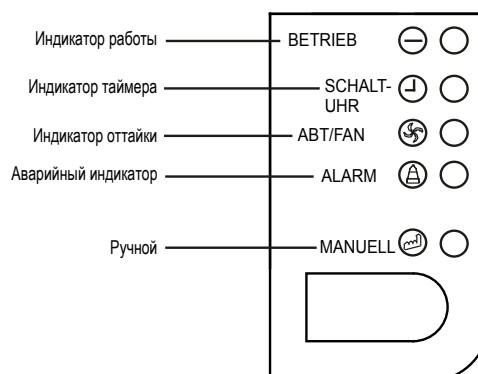 Индикатор работы BETRIEB
Индикатор таймера SCHALT-
UHR
Индикатор оттайки ABT/FAN
Аварийный индикатор ALARM
Ручной MANUELL